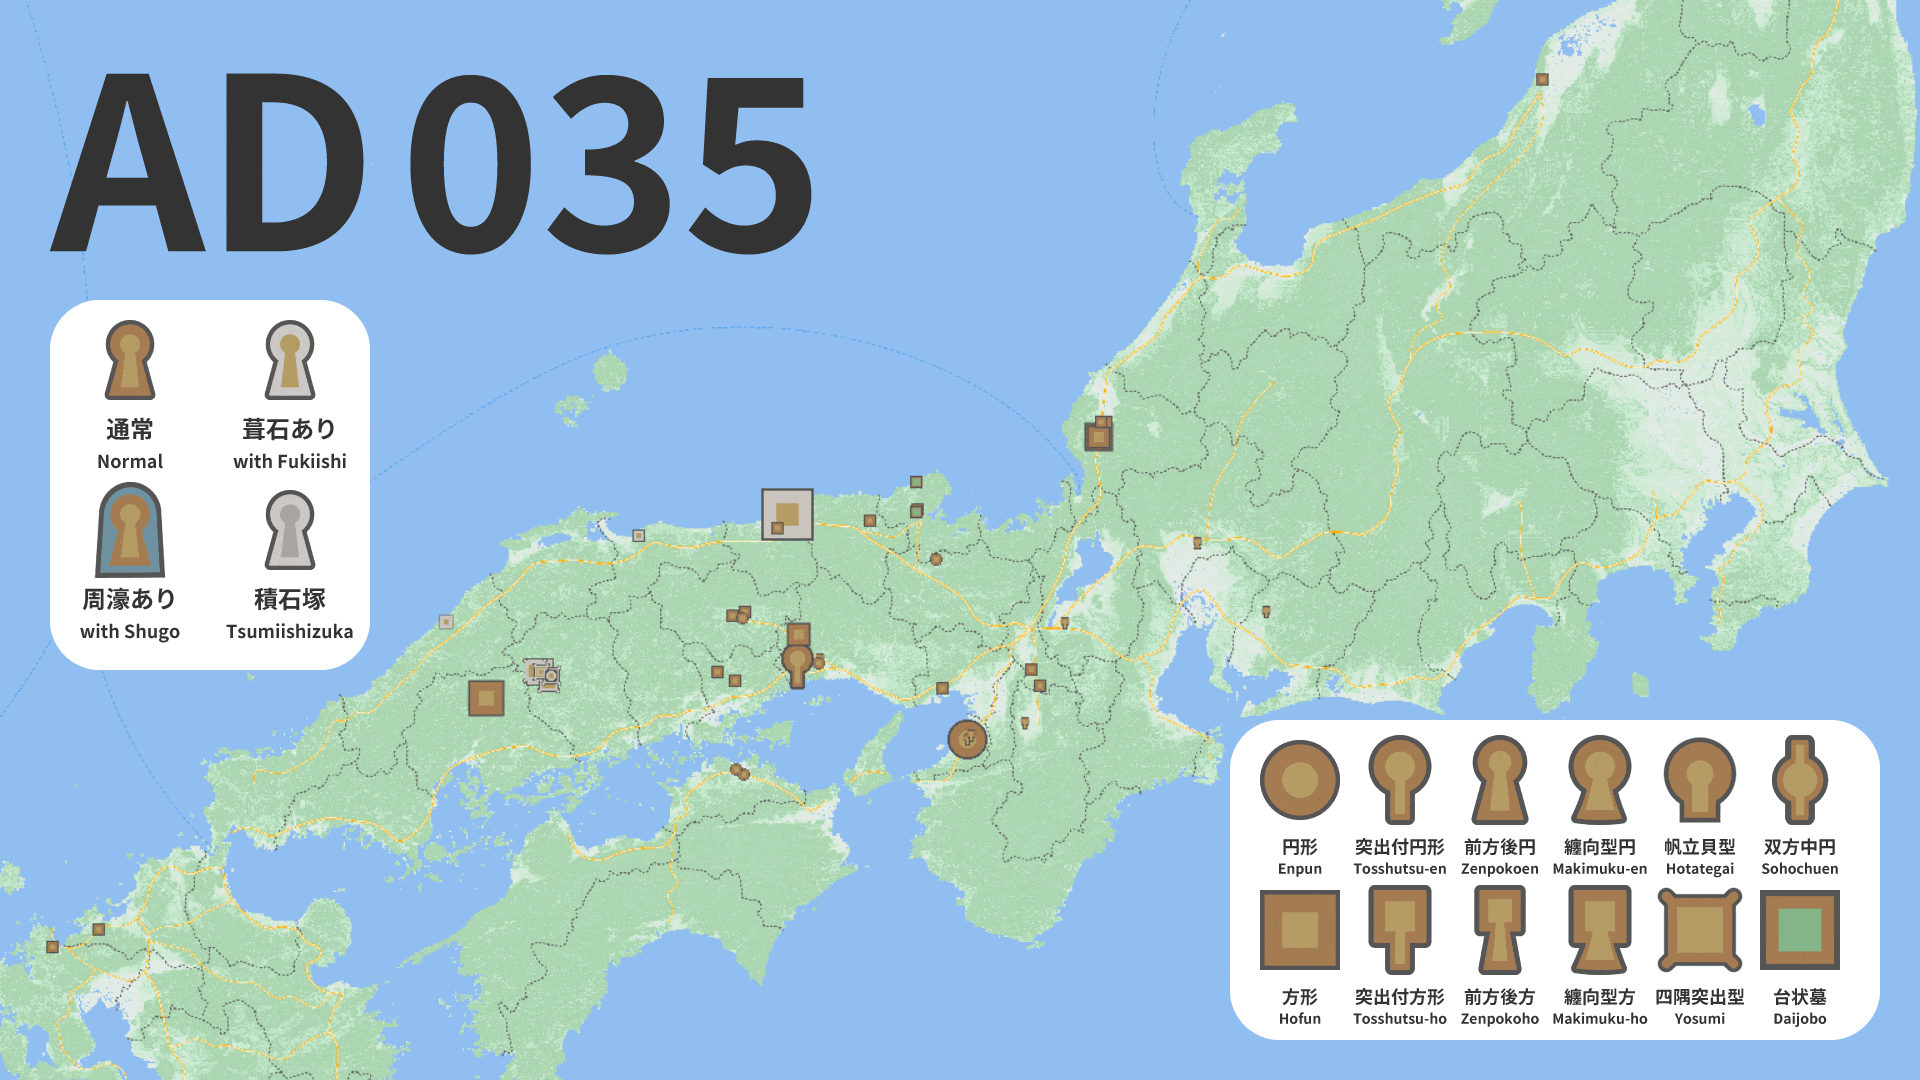 AD 035
通常
葺石あり
Normal
with Fukiishi
周濠あり
積石塚
with Shugo
Tsumiishizuka
円形
突出付円形
前方後円
纏向型円
帆立貝型
双方中円
Enpun
Tosshutsu-en
Zenpokoen
Makimuku-en
Hotategai
Sohochuen
方形
突出付方形
前方後方
纏向型方
四隅突出型
台状墓
Hofun
Tosshutsu-ho
Zenpokoho
Makimuku-ho
Yosumi
Daijobo